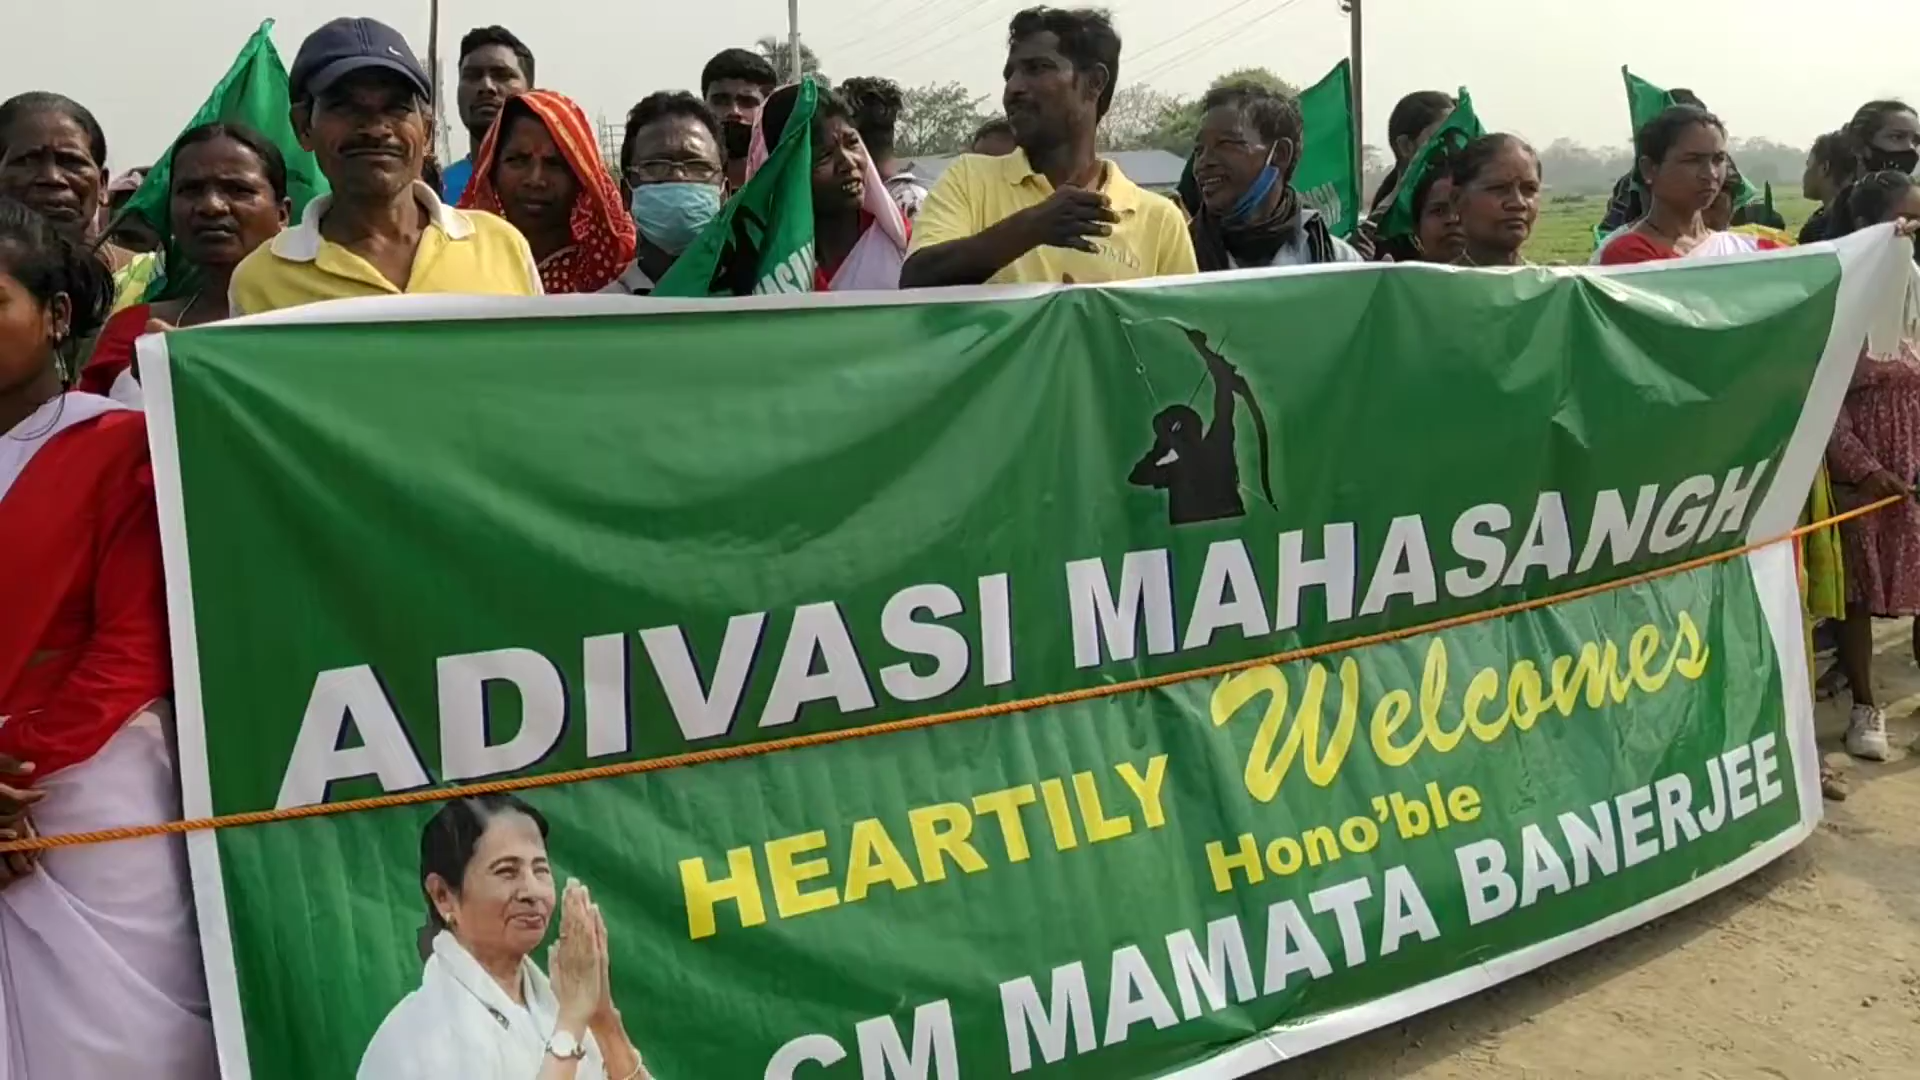 ADIVASI MAHASANGH
HEARTILY Welcomes
Hono'ble
CM MAMATA BANERJEE